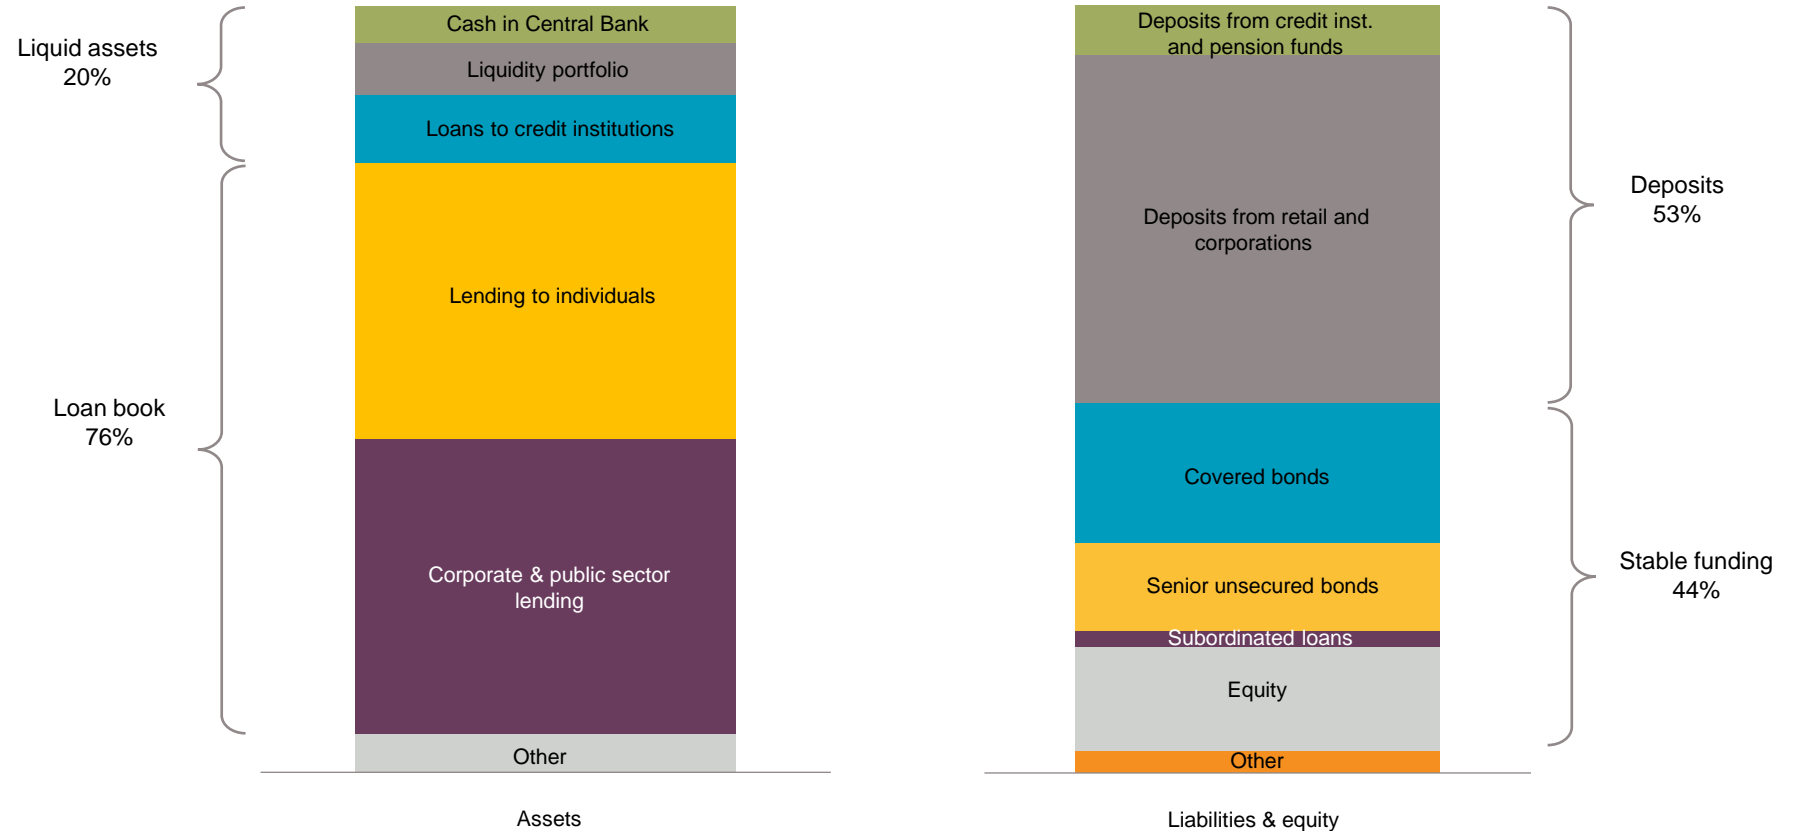 Liquid assets
20%
Loan book
76%
Cash in Central Bank
Liquidity portfolio
Loans to credit institutions
Lending to individuals
Corporate & public sector
lending
Other
Assets
Deposits from credit inst.
and pension funds
Deposits from retail and
corporations
Covered bonds
Senior unsecured bonds
Subordinated loans
Equity
Other
Liabilities & equity
Deposits
53%
Stable funding
44%